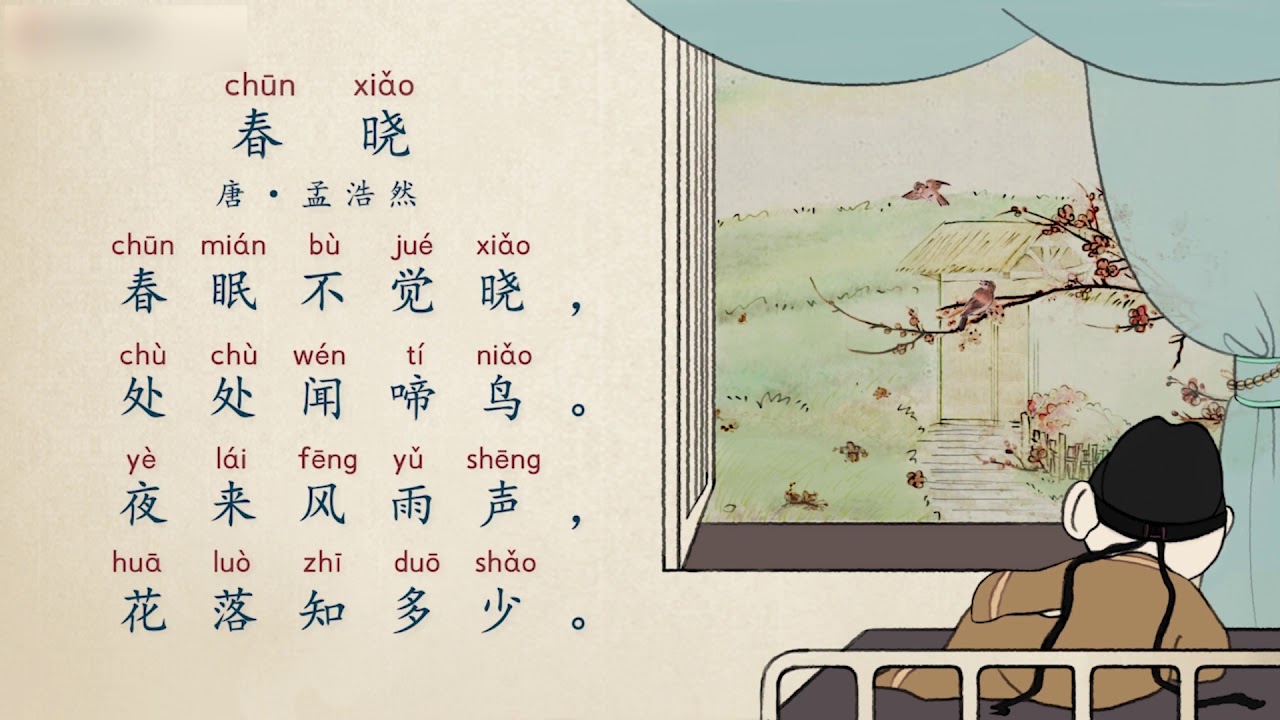 chūn xiǎo
春 晓
唐·孟浩然
chūn mián bù jué xiǎo
春 眠 不 觉 晓 ，
chù chù wén tí niǎo
处 处 闻 啼 鸟 。
yè lái fēng yǔ shēng
夜 来 风 雨 声 ，
huā luò zhī duō shǎo
花 落 知 多 少 。